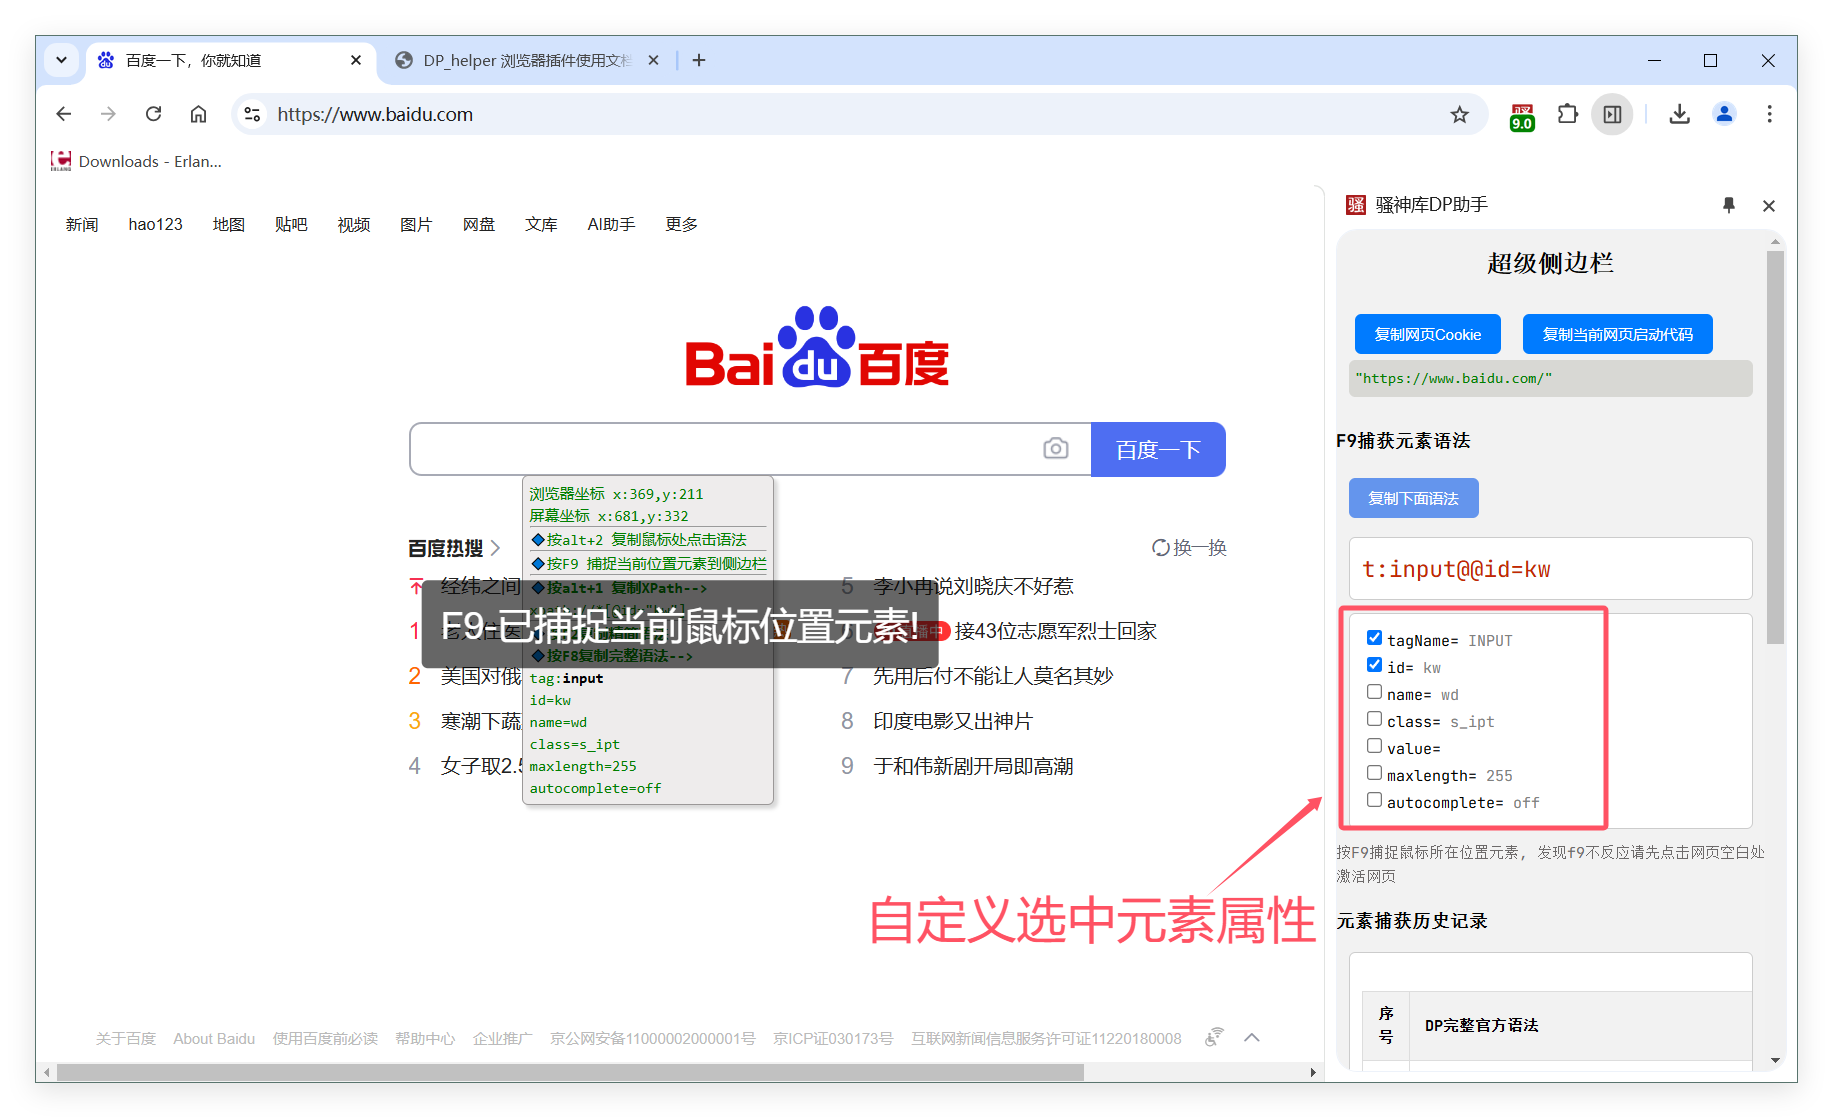 百度一下，你就知道
DP_helper 浏览器插件使用文档
https://www.baidu.com
9.0
Downloads - Erlan...
新闻 hao123 地图 贴吧 视频 图片 网盘 文库 AI助手 更多
Baidu百度
百度一下
浏览器坐标 x:369,y:211
屏幕坐标 x:681,y:332
按alt+2 复制鼠标处点击语法
按F9 捕捉当前位置元素到侧边栏
按alt+1 复制XPath-->
F9-已捕捉当前鼠标位置元素!
按F8复制完整语法-->
tag:input
id=kw
name=wd
class=s_ipt
maxlength=255
autocomplete=off
百度热搜
换一换
经纬之间
1
2 美国对俄
3 寒潮下蔬
4 女子取2.5
5 李小冉说刘晓庆不好惹
接43位志愿军烈士回家
7 先用后付不能让人莫名其妙
8 印度电影又出神片
9 于和伟新剧开局即高潮
自定义选中元素属性
关于百度 About Baidu 使用百度前必读 帮助中心 企业推广 京公网安备11000002000001号 京ICP证030173号 互联网新闻信息服务许可证11220180008
骚 骚神库DP助手
超级侧边栏
复制网页Cookie 复制当前网页启动代码
"https://www.baidu.com/"
F9捕获元素语法
复制下面语法
t:input@@id=kw
tagName= INPUT
id= kw
name= wd
class= s_ipt
value=
maxlength= 255
autocomplete= off
按F9捕捉鼠标所在位置元素, 发现f9不反应请先点击网页空白处
激活网页
元素捕获历史记录
序号 DP完整官方语法